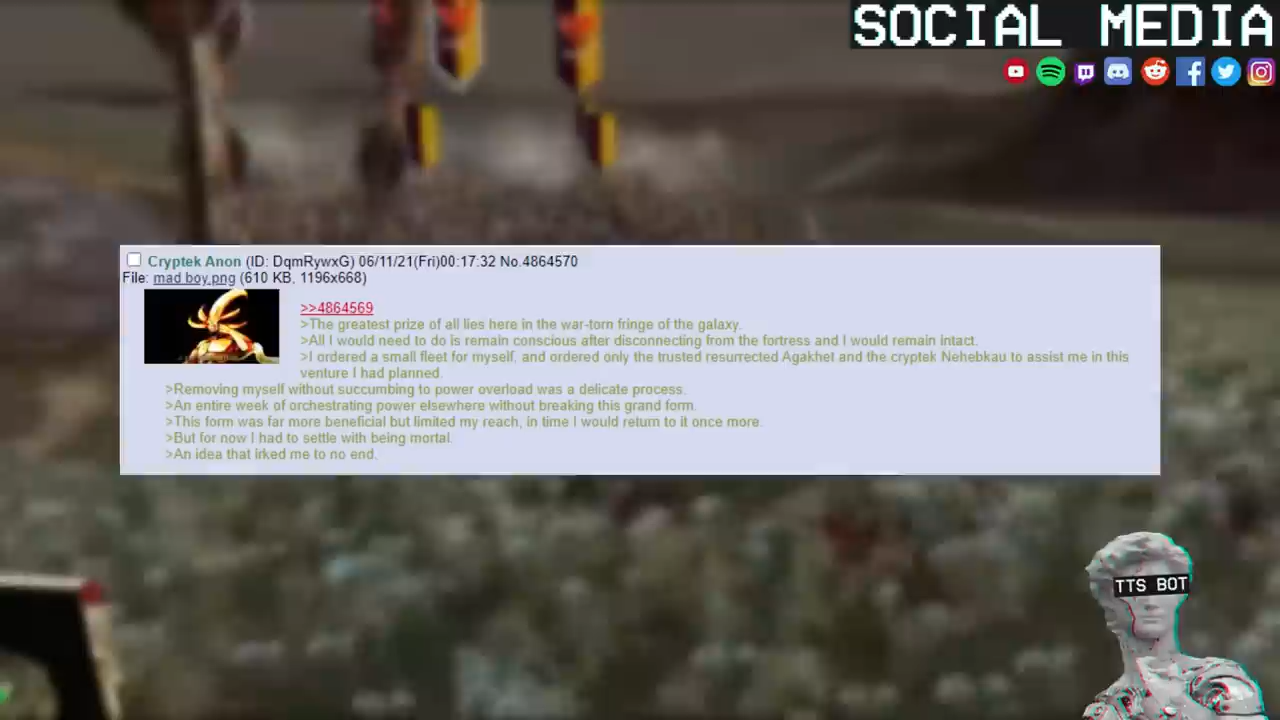 SOCIAL MEDIA
Cryptek Anon (ID: DqmRywxG) 06/11/21(Fri)00:17:32 No.4864570
File: mad boy.png (610 KB, 1196x668)
>>4864569
>The greatest prize of all lies here in the war-torn fringe of the galaxy.
>All I would need to do is remain conscious after disconnecting from the fortress and I would remain intact.
>I ordered a small fleet for myself, and ordered only the trusted resurrected Agakhet and the cryptek Nehebkau to assist me in this
venture I had planned.
>Removing myself without succumbing to power overload was a delicate process.
>An entire week of orchestrating power elsewhere without breaking this grand form.
>This form was far more beneficial but limited my reach, in time I would return to it once more.
>But for now I had to settle with being mortal.
>An idea that irked me to no end.
TTS BOT